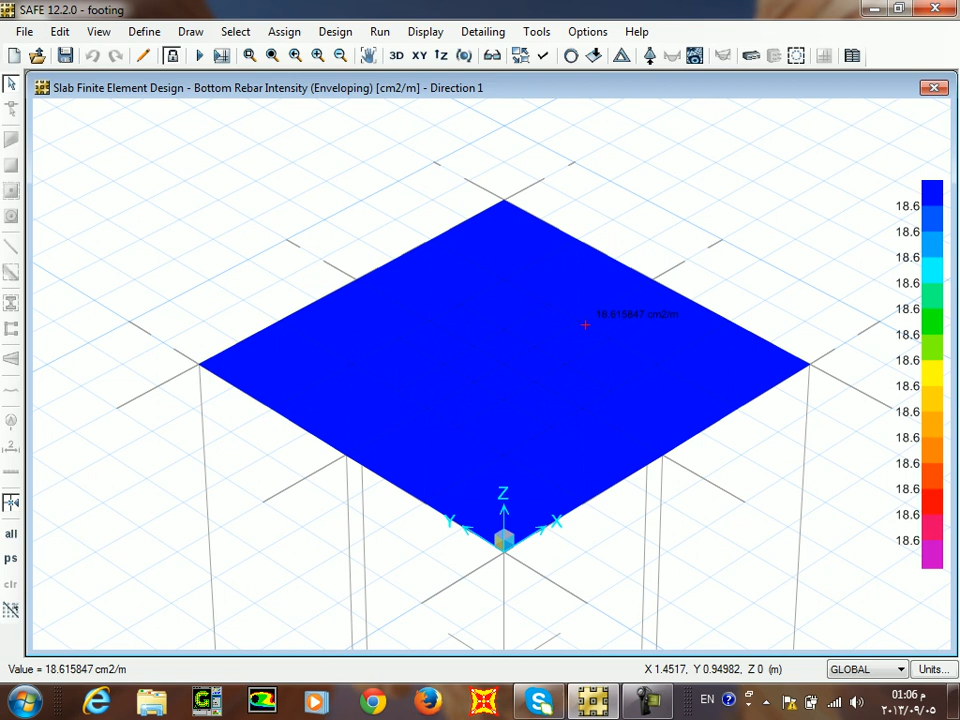 SAFE 12.2.0 - footing
File Edit View Define Draw Select Assign Design Run Display Detailing Tools Options Help
3D XY
Slab Finite Element Design - Bottom Rebar Intensity (Enveloping) [cm2/m] - Direction 1
18.6
18.6
18.6
18.6
18.615847 cm2/m
18.6
18.6
18.6
18.6
18.6
18.6
18.6
18.6
18.6
18.6
Z
Y X
all
ps
clr
Value = 18.615847 cm2/m X 1.4517, Y 0.94982, Z 0 (m) GLOBAL Units...
EN ? 01:06 م
٢٠١٣/٠٩/٠٥